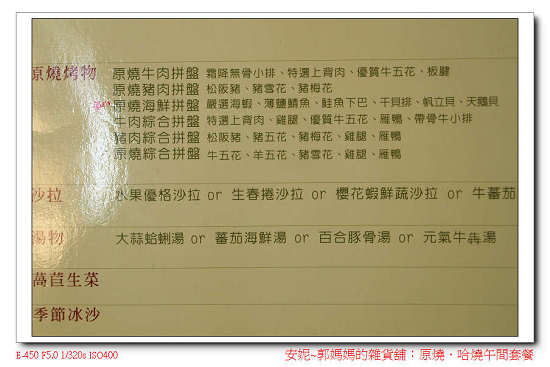 原燒烤物 原燒牛肉拼盤 霜降無骨小排、特選上背肉、優質牛五花、板腱
原燒豬肉拼盤 松阪豬、豬雪花、豬梅花
原燒海鮮拼盤 嚴選海蝦、薄鹽鯖魚、鮭魚下巴、干貝排、帆立貝、天鵝貝
牛肉綜合拼盤 特選上背肉、雞腿、優質牛五花、雁鴨、帶骨牛小排
豬肉綜合拼盤 松阪豬、豬五花、豬梅花、雞腿、雁鴨
原燒綜合拼盤 牛五花、羊五花、豬雪花、雞腿、雁鴨
沙拉 水果優格沙拉 or 生春捲沙拉 or 櫻花蝦鮮蔬沙拉 or 牛蕃茄
湯物 大蒜蛤蜊湯 or 蕃茄海鮮湯 or 百合豚骨湯 or 元氣牛犇湯
萵苣生菜
季節冰沙
E-450 F5.0 1/320s ISO400 安妮~郭媽媽的雜貨舖：原燒‧哈燒午間套餐